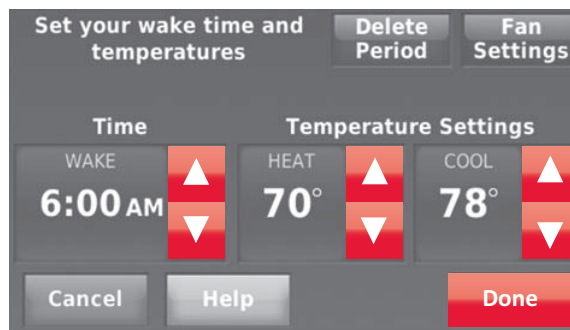 Set your wake time and
temperatures
Delete
Period
Fan
Settings
Time
Temperature Settings
WAKE
6:00 AM
HEAT
70°
COOL
78°
Cancel
Help
Done